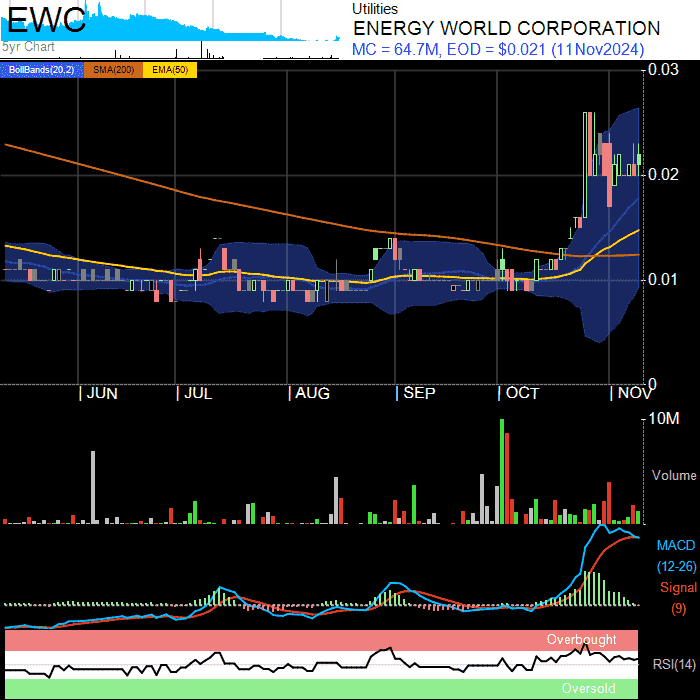 EWC
5yr Chart
Utilities
ENERGY WORLD CORPORATION
MC = 64.7M, EOD = $0.021 (11Nov2024)
BollBands(20,2) SMA(200) EMA(50)
0.03
0.02
0.01
0
JUN JUL AUG SEP OCT NOV
10M
Volume
MACD
(12-26)
Signal
(9)
Overbought
RSI(14)
Oversold